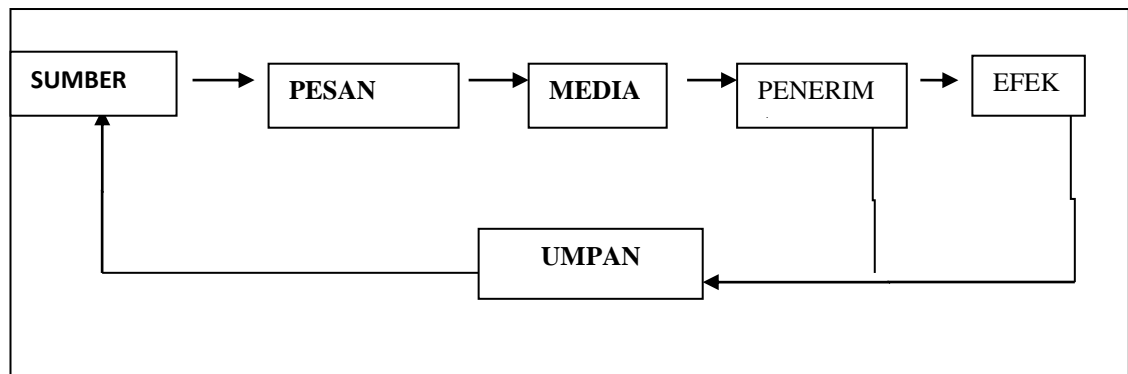 SUMBER
PESAN
MEDIA
PENERIM
EFEK
UMPAN